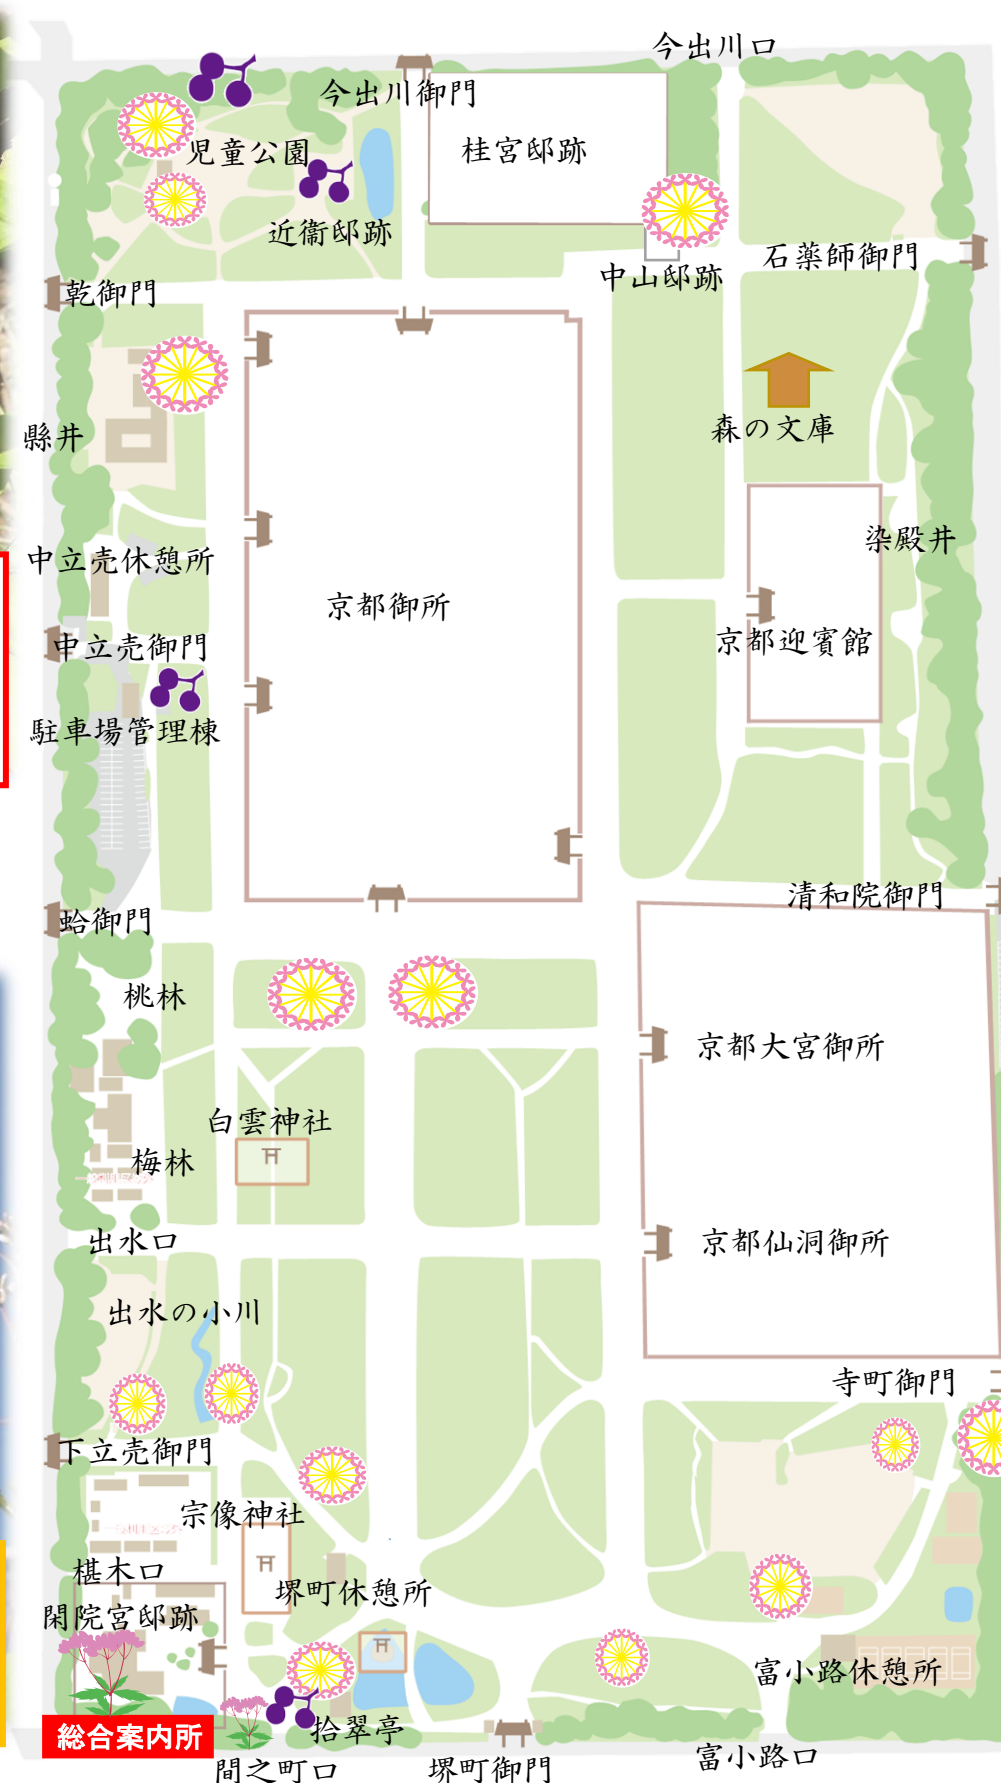 今出川口
今出川御門
桂宮邸跡
児童公園
近衞邸跡
石薬師御門
中山邸跡
乾御門
森の文庫
縣井
染殿井
中立売休憩所
京都御所
京都迎賓館
中立売御門
駐車場管理棟
清和院御門
蛤御門
桃林
京都大宮御所
白雲神社
梅林
出水口
京都仙洞御所
出水の小川
寺町御門
下立売御門
宗像神社
椹木口
堺町休憩所
閑院宮邸跡
富小路休憩所
拾翠亭
総合案内所
間之町口
堺町御門
富小路口